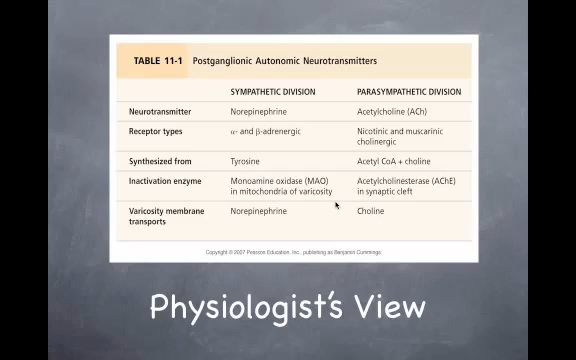 TABLE 11-1 Postganglionic Autonomic Neurotransmitters
SYMPATHETIC DIVISION PARASYMPATHETIC DIVISION
Neurotransmitter Norepinephrine Acetylcholine (ACh)
Receptor types α- and β-adrenergic Nicotinic and muscarinic
cholinergic
Synthesized from Tyrosine Acetyl CoA + choline
Inactivation enzyme Monoamine oxidase (MAO) Acetylcholinesterase (AChE)
in mitochondria of varicosity in synaptic cleft
Varicosity membrane Norepinephrine Choline
transports
Copyright © 2007 Pearson Education, Inc., publishing as Benjamin Cummings.
Physiologist's View